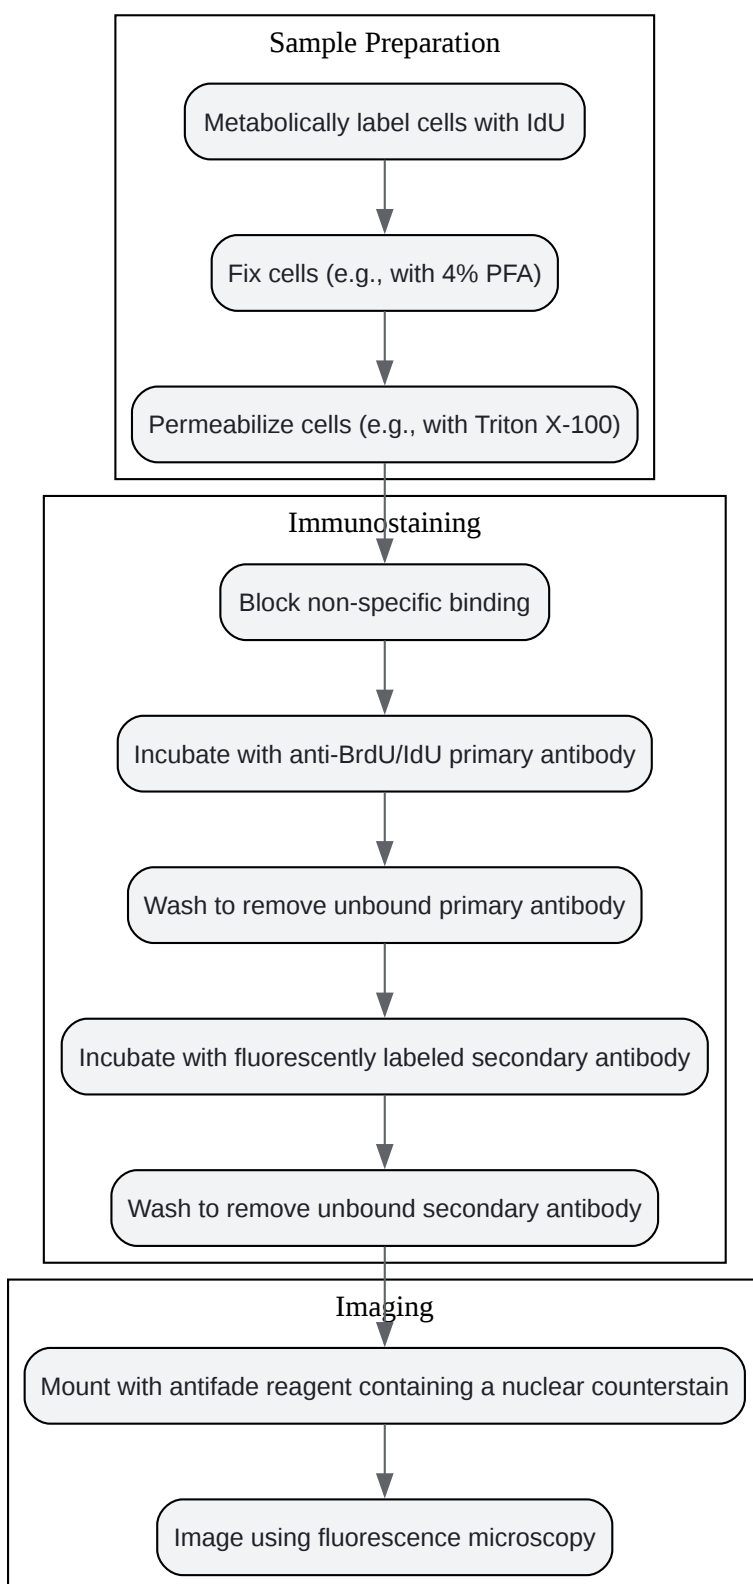 Sample Preparation
Metabolically label cells with IdU
Fix cells (e.g., with 4% PFA)
Permeabilize cells (e.g., with Triton X-100)
Immunostaining
Block non-specific binding
Incubate with anti-BrdU/IdU primary antibody
Wash to remove unbound primary antibody
Incubate with fluorescently labeled secondary antibody
Wash to remove unbound secondary antibody
Imaging
Mount with antifade reagent containing a nuclear counterstain
Image using fluorescence microscopy